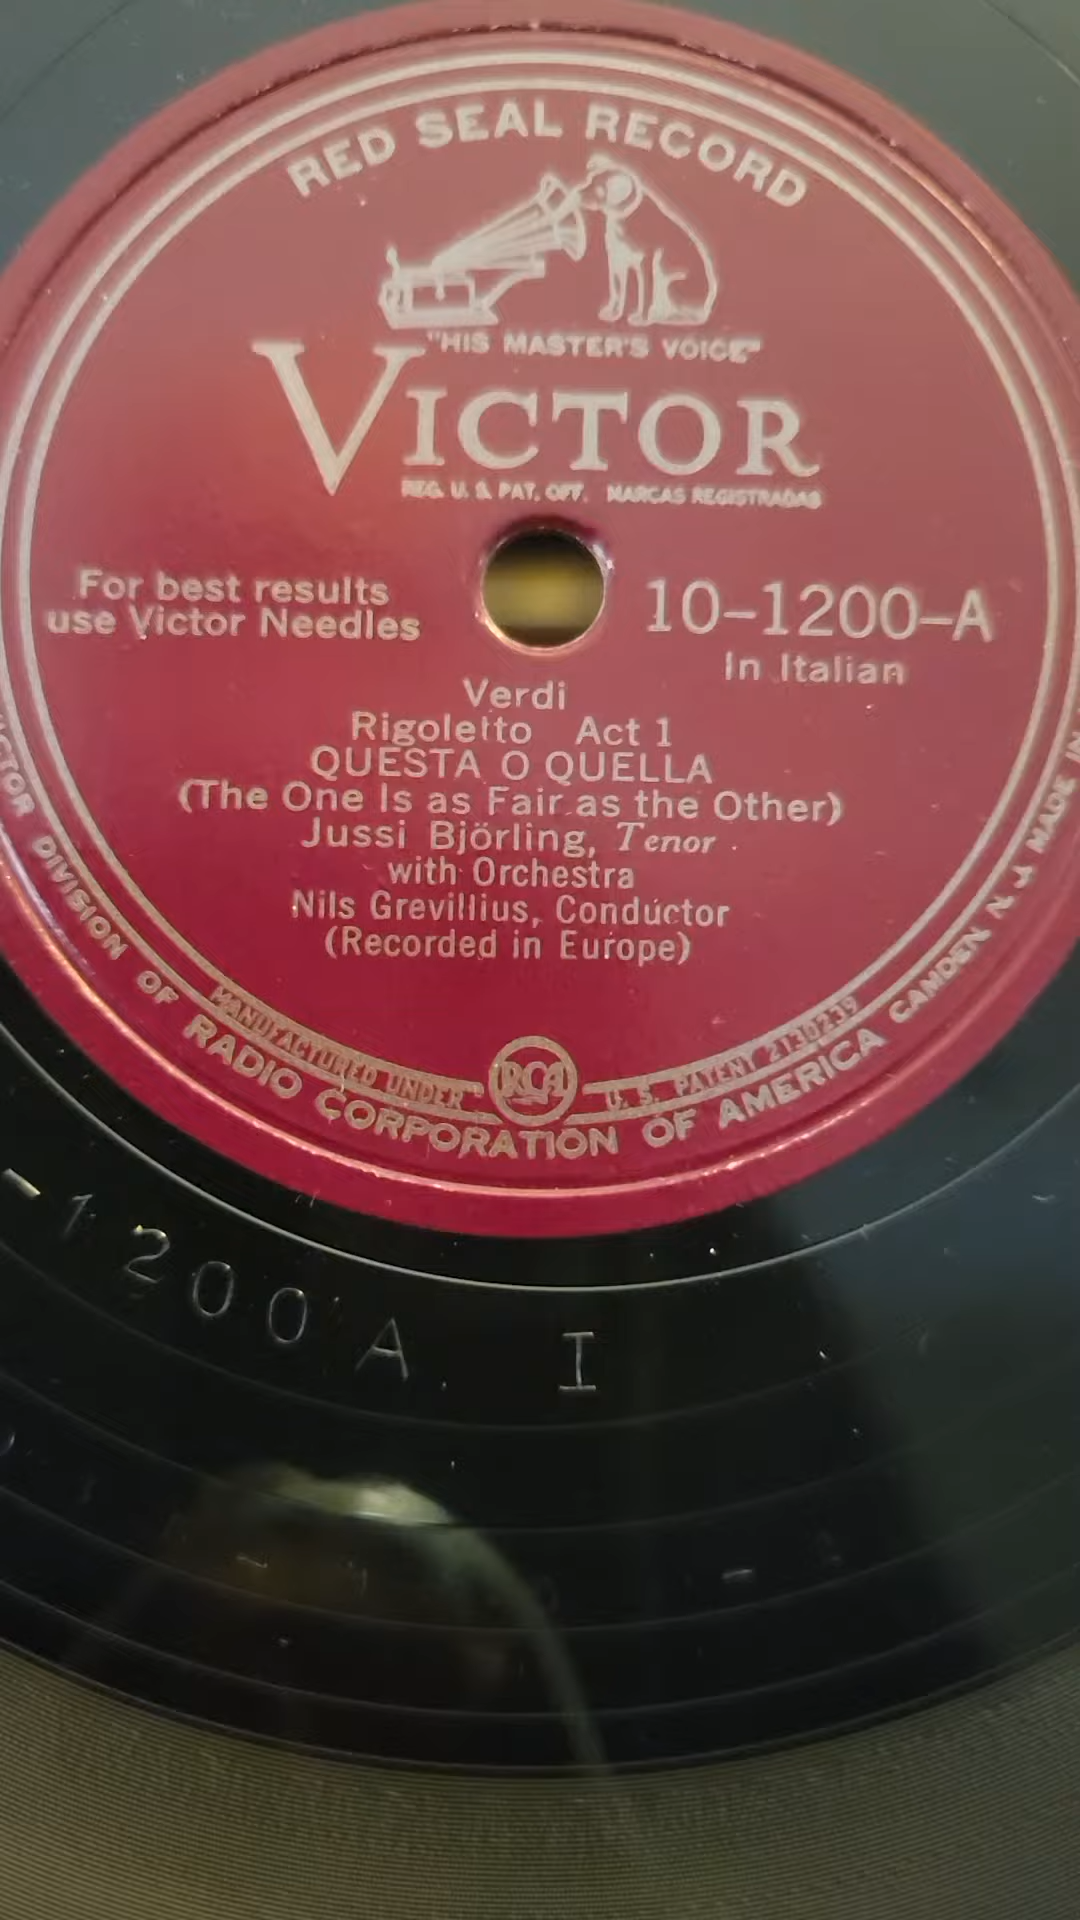 RED SEAL RECORD
"HIS MASTER'S VOICE"
VICTOR
REG. U. S. PAT. OFF. MARCAS REGISTRADAS
For best results
use Victor Needles
10-1200-A
In Italian
Verdi
Rigoletto Act 1
QUESTA O QUELLA
(The One Is as Fair as the Other)
Jussi Björling, Tenor
with Orchestra
Nils Grevillius, Conductor
(Recorded in Europe)
MANUFACTURED UNDER RCA U. S. PATENT 2130239
DIVISION OF RADIO CORPORATION OF AMERICA CAMDEN N. J. MADE IN
-1200A I